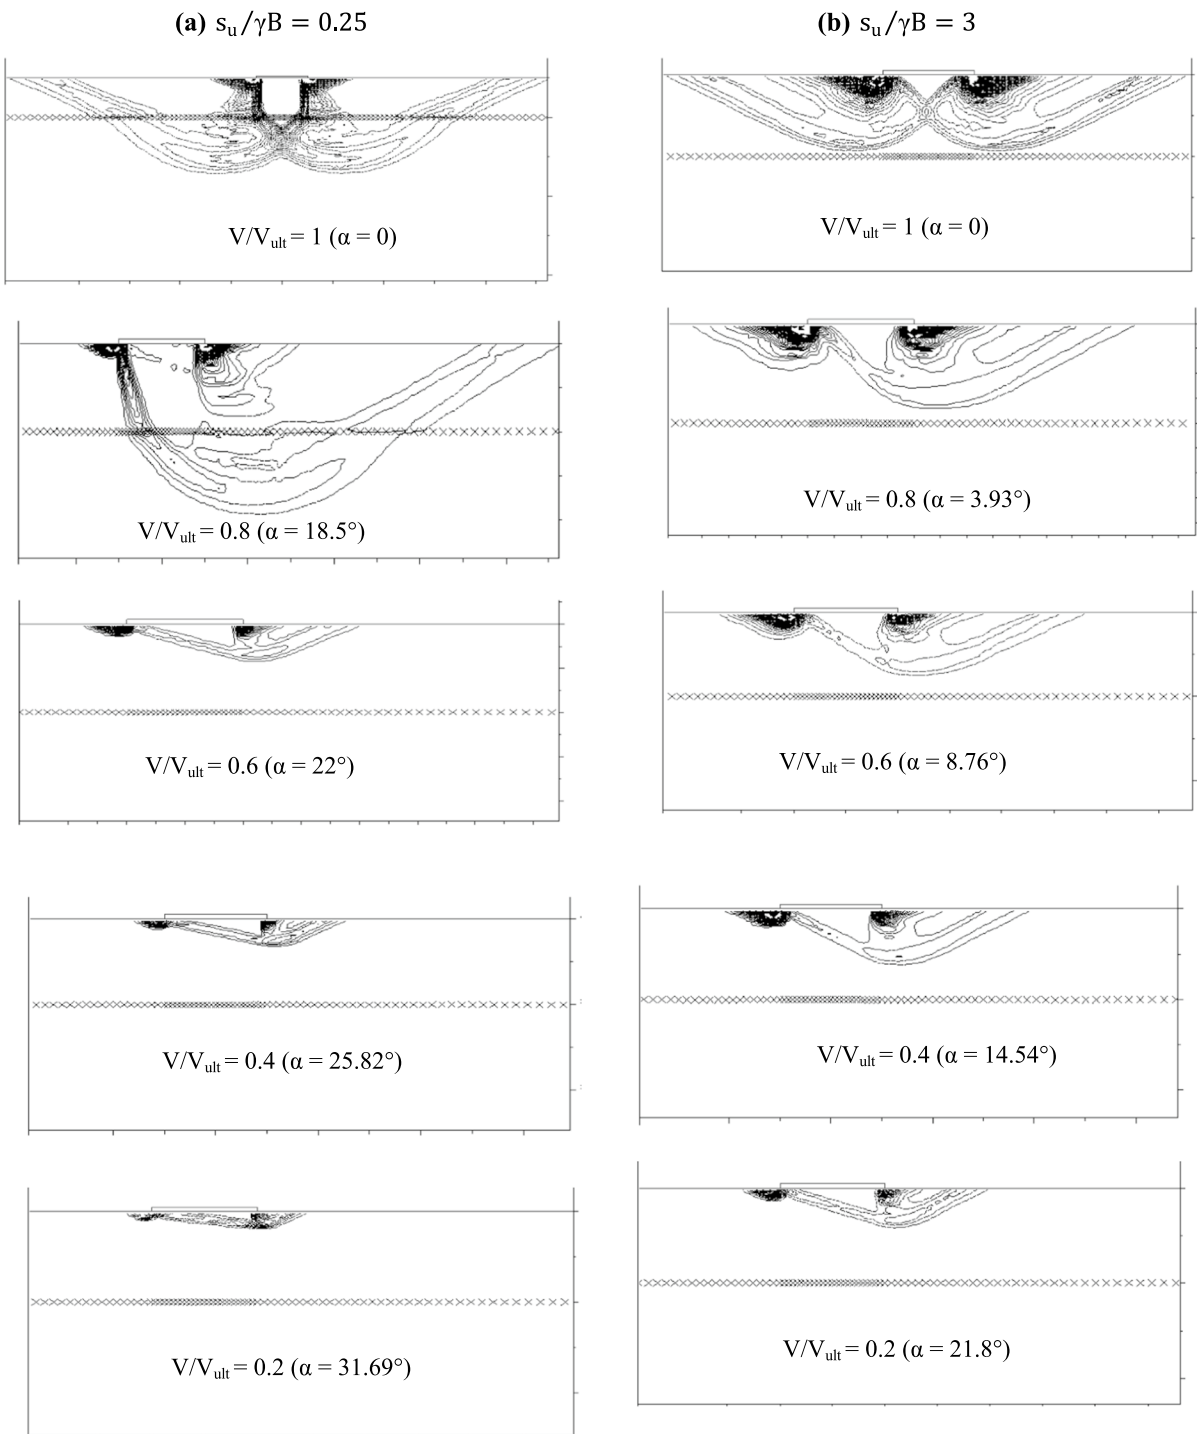 (a) sᵤ/γB = 0.25
(b) sᵤ/γB = 3
V/Vᵤₗₜ = 1 (α = 0)
V/Vᵤₗₜ = 1 (α = 0)
V/Vᵤₗₜ = 0.8 (α = 18.5°)
V/Vᵤₗₜ = 0.8 (α = 3.93°)
V/Vᵤₗₜ = 0.6 (α = 22°)
V/Vᵤₗₜ = 0.6 (α = 8.76°)
V/Vᵤₗₜ = 0.4 (α = 25.82°)
V/Vᵤₗₜ = 0.4 (α = 14.54°)
V/Vᵤₗₜ = 0.2 (α = 31.69°)
V/Vᵤₗₜ = 0.2 (α = 21.8°)